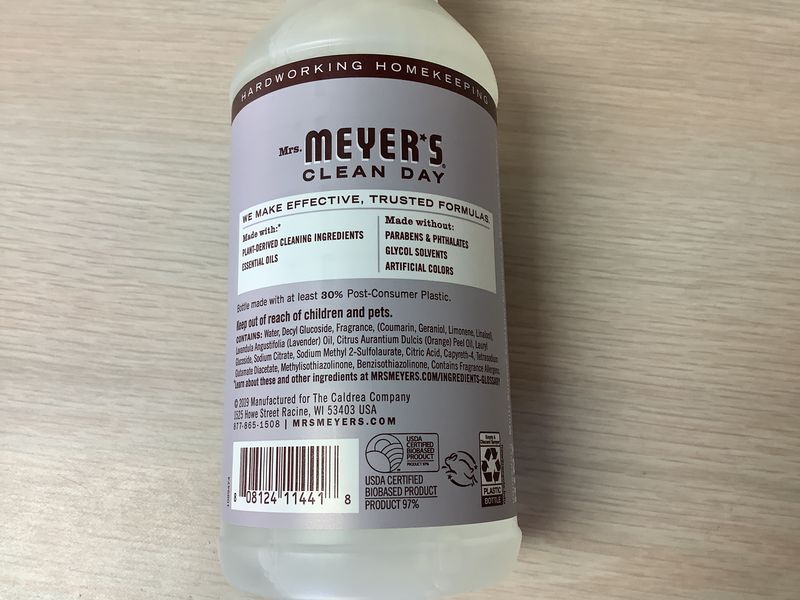 HARDWORKING HOMEKEEPING
Mrs. MEYER'S
CLEAN DAY
WE MAKE EFFECTIVE, TRUSTED FORMULAS.
Made with:*
PLANT-DERIVED CLEANING INGREDIENTS
ESSENTIAL OILS
Made without:
PARABENS & PHTHALATES
GLYCOL SOLVENTS
ARTIFICIAL COLORS
Bottle made with at least 30% Post-Consumer Plastic.
Keep out of reach of children and pets.
CONTAINS: Water, Decyl Glucoside, Fragrance, (Coumarin, Geraniol, Limonene, Linalool),
Lavandula Angustifolia (Lavender) Oil, Citrus Aurantium Dulcis (Orange) Peel Oil, Lauryl
Glucoside, Sodium Citrate, Sodium Methyl 2-Sulfolaurate, Citric Acid, Capryleth-4, Tetrasodium
Glutamate Diacetate, Methylisothiazolinone, Benzisothiazolinone, Contains Fragrance Allergens.
*Learn about these and other ingredients at MRSMEYERS.COM/INGREDIENTS-GLOSSARY
© 2019 Manufactured for The Caldrea Company
1525 Howe Street Racine, WI 53403 USA
877-865-1508 | MRSMEYERS.COM
8 08124 11441 8
USDA
CERTIFIED
BIOBASED
PRODUCT
PRODUCT 97%
USDA CERTIFIED
BIOBASED PRODUCT
PRODUCT 97%
PLASTIC
BOTTLE